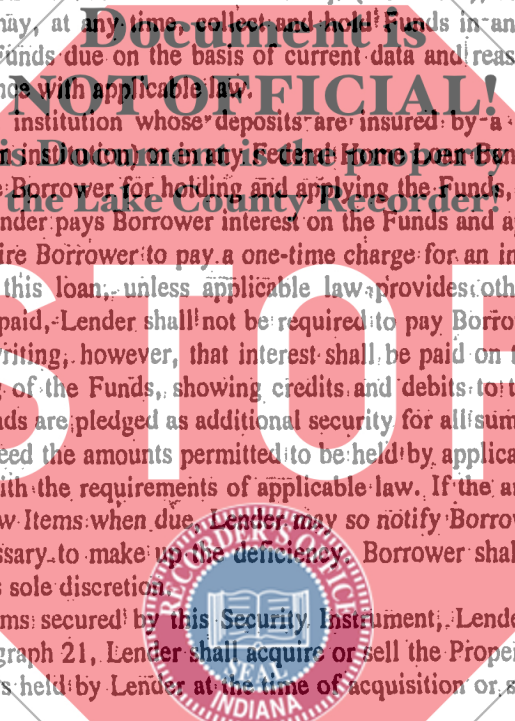 may, at any time, collect and hold Funds in an
Document is
Funds due on the basis of current data and reas
with applicable law.
NOT OFFICIAL!
institution whose deposits are insured by a
institution) or in any Federal Home Loan Ban
This Document is the property
Borrower for holding and applying the Funds,
the Lake County Recorder!
nder pays Borrower interest on the Funds and a
ire Borrower to pay a one-time charge for an in
this loan, unless applicable law provides oth
STOP
paid, Lender shall not be required to pay Borro
writing, however, that interest shall be paid on t
of the Funds, showing credits and debits to t
nds are pledged as additional security for all sum
eed the amounts permitted to be held by applica
ith the requirements of applicable law. If the a
w Items when due, Lender may so notify Borro
ssary to make up the deficiency. Borrower shal
sole discretion.
ms secured by this Security Instrument, Lende
graph 21, Lender shall acquire or sell the Prope
s held by Lender at the time of acquisition or s
RECORDER'S OFFICE
SEAL
INDIANA